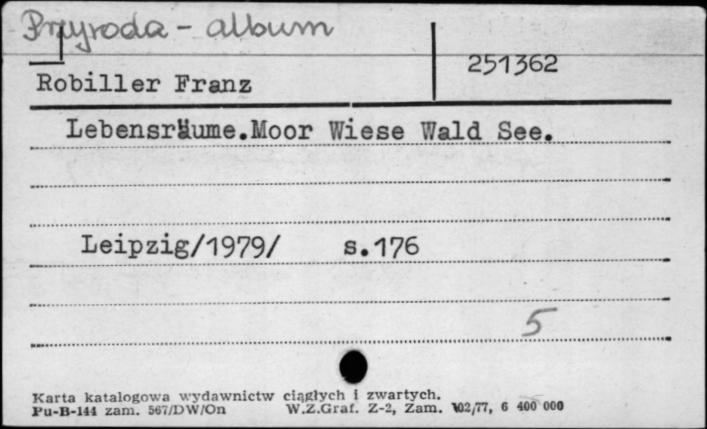 Przyroda - album
251362
Robiller Franz
Lebensräume.Moor Wiese Wald See.
Leipzig/1979/ s.176
5
Karta katalogowa wydawnictw ciągłych i zwartych.
Pu-B-144 zam. 567/DW/On W.Z.Graf. Z-2, Zam. 102/77, 6 400 000